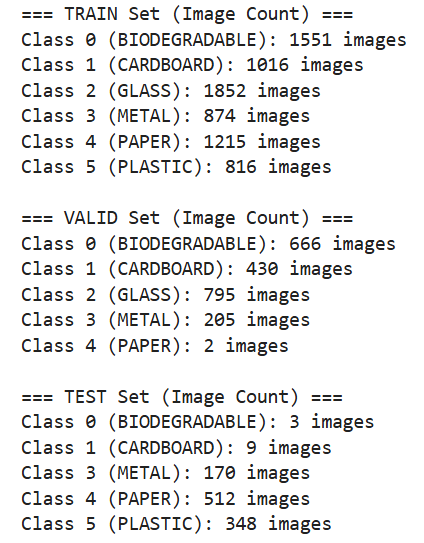 === TRAIN Set (Image Count) ===
Class 0 (BIODEGRADABLE): 1551 images
Class 1 (CARDBOARD): 1016 images
Class 2 (GLASS): 1852 images
Class 3 (METAL): 874 images
Class 4 (PAPER): 1215 images
Class 5 (PLASTIC): 816 images

=== VALID Set (Image Count) ===
Class 0 (BIODEGRADABLE): 666 images
Class 1 (CARDBOARD): 430 images
Class 2 (GLASS): 795 images
Class 3 (METAL): 205 images
Class 4 (PAPER): 2 images

=== TEST Set (Image Count) ===
Class 0 (BIODEGRADABLE): 3 images
Class 1 (CARDBOARD): 9 images
Class 3 (METAL): 170 images
Class 4 (PAPER): 512 images
Class 5 (PLASTIC): 348 images